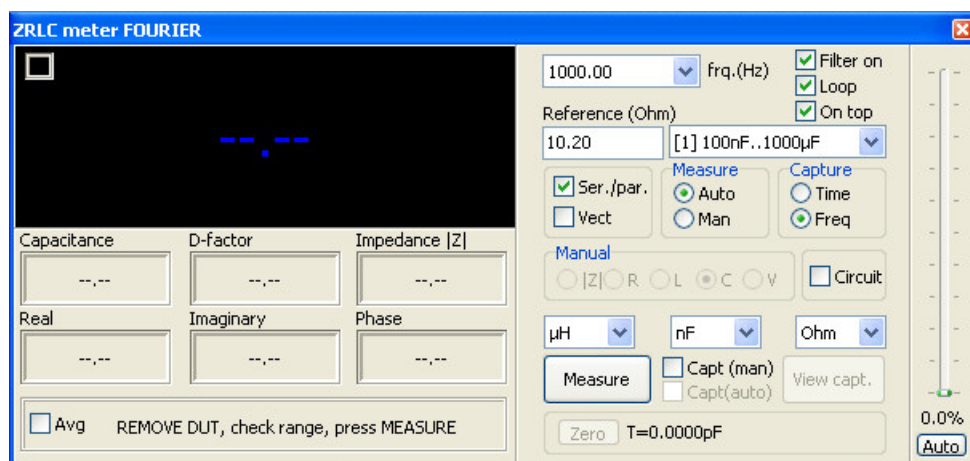 ZRLC meter FOURIER
--.--
1000.00 frq.(Hz)
Filter on
Loop
On top
Reference (Ohm)
10.20 [1] 100nF..1000µF
Ser./par.
Vect
Measure
Auto
Man
Capture
Time
Freq
Manual
|Z| R L C V
Circuit
µH nF Ohm
Measure
Capt (man)
Capt(auto)
View capt.
Zero T=0.0000pF
Capacitance D-factor Impedance |Z|
--,-- --,-- --,--
Real Imaginary Phase
--,-- --,-- --,--
Avg REMOVE DUT, check range, press MEASURE
0.0%
Auto